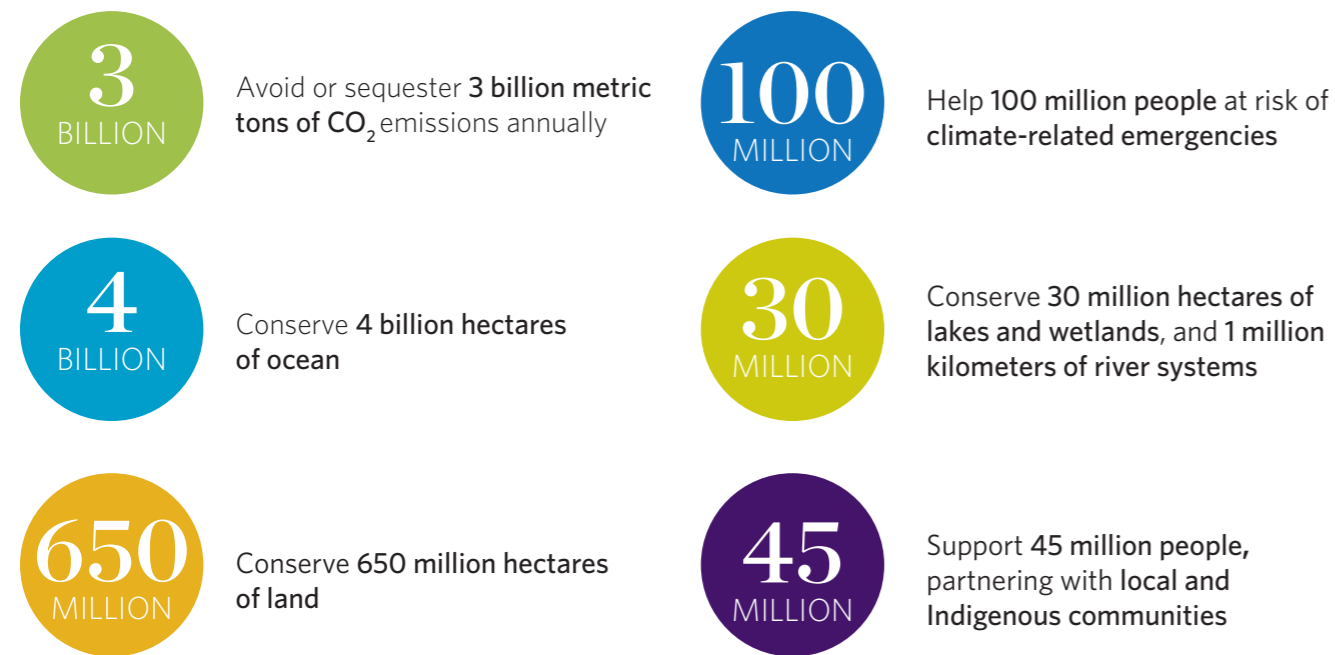 3
BILLION
Avoid or sequester 3 billion metric
tons of CO₂ emissions annually
100
MILLION
Help 100 million people at risk of
climate-related emergencies
4
BILLION
Conserve 4 billion hectares
of ocean
30
MILLION
Conserve 30 million hectares of
lakes and wetlands, and 1 million
kilometers of river systems
650
MILLION
Conserve 650 million hectares
of land
45
MILLION
Support 45 million people,
partnering with local and
Indigenous communities